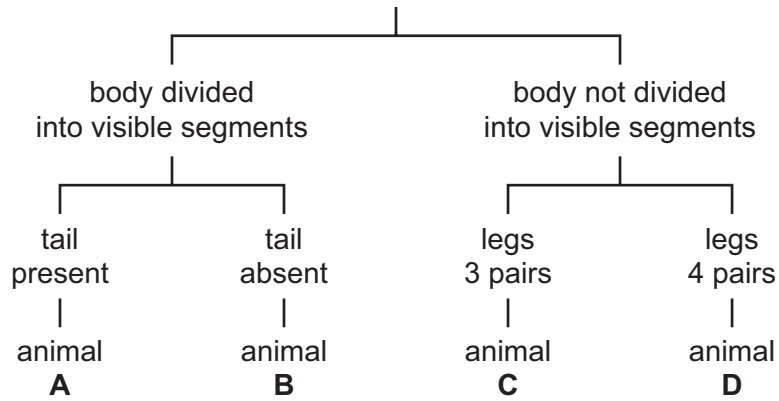 body divided
into visible segments
body not divided
into visible segments
tail
present
tail
absent
legs
3 pairs
legs
4 pairs
animal
A
animal
B
animal
C
animal
D